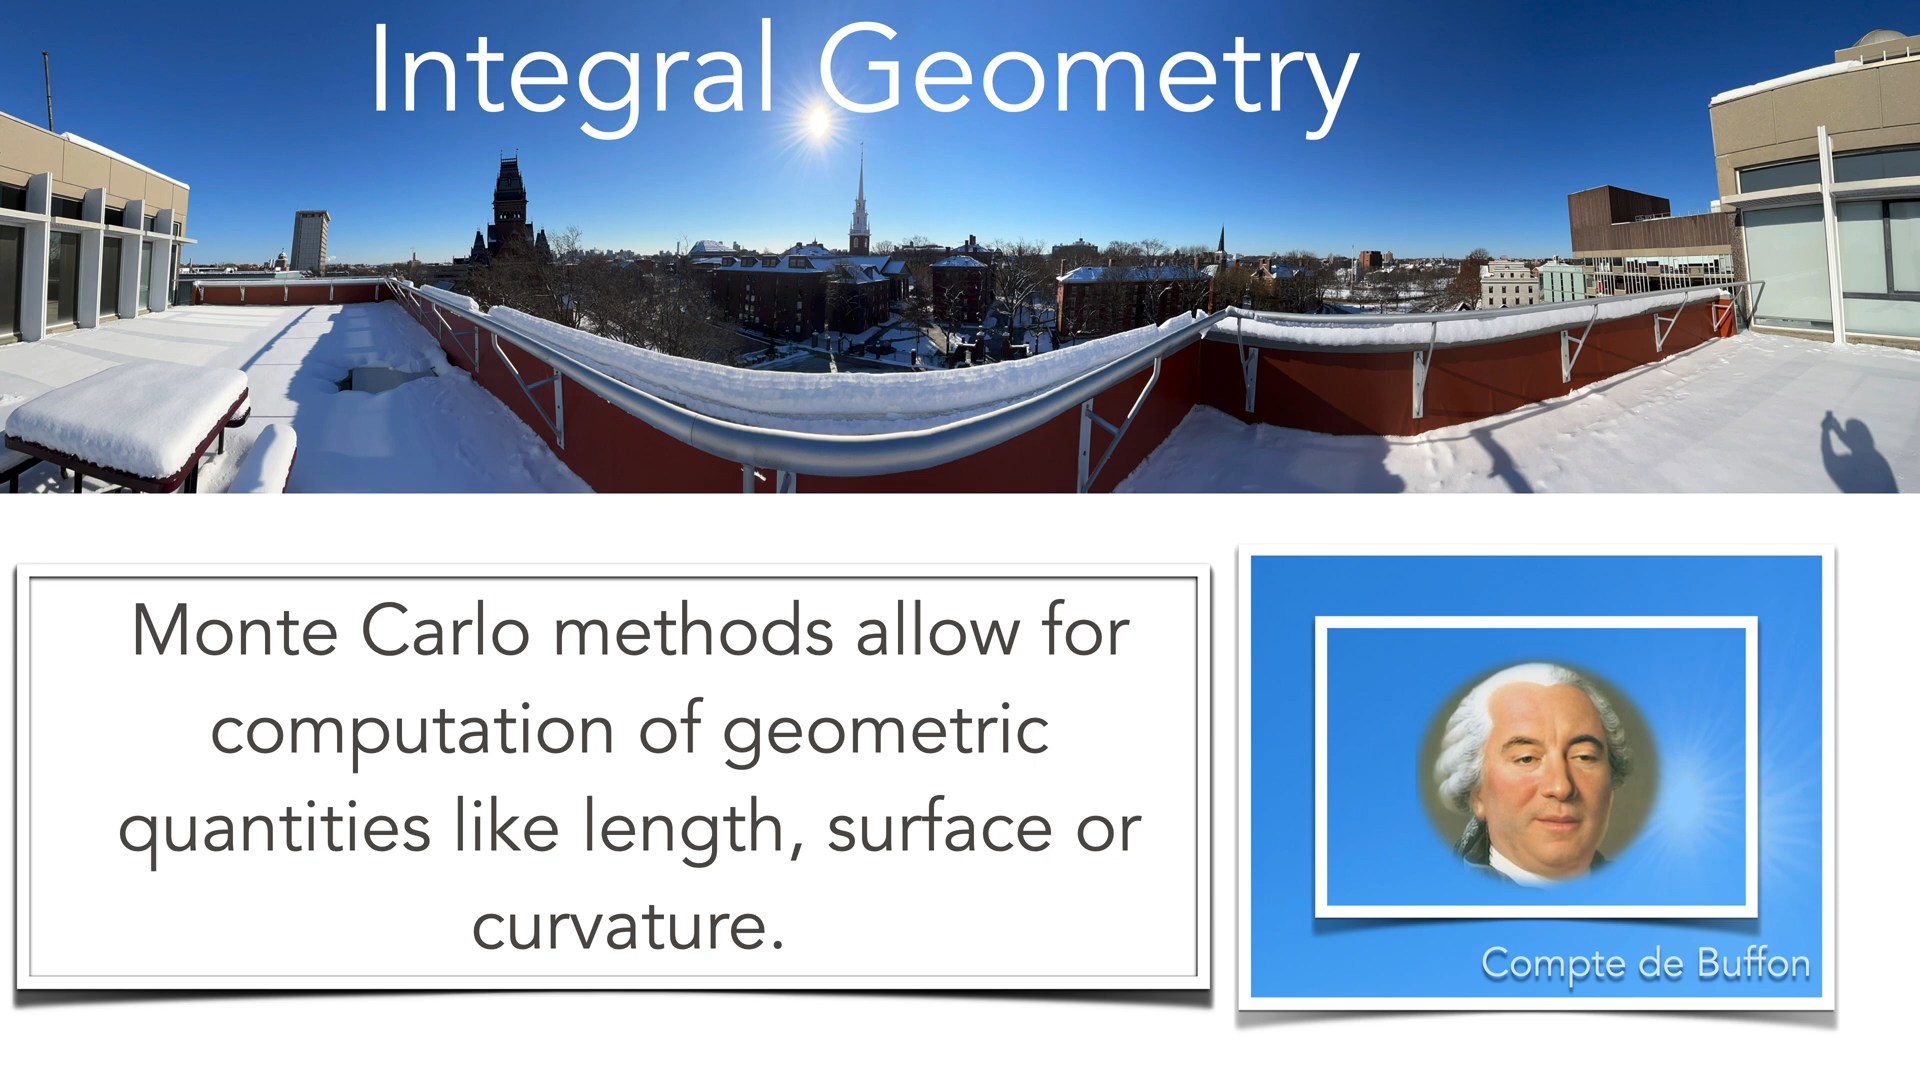 Integral Geometry
Monte Carlo methods allow for
computation of geometric
quantities like length, surface or
curvature.
Compte de Buffon